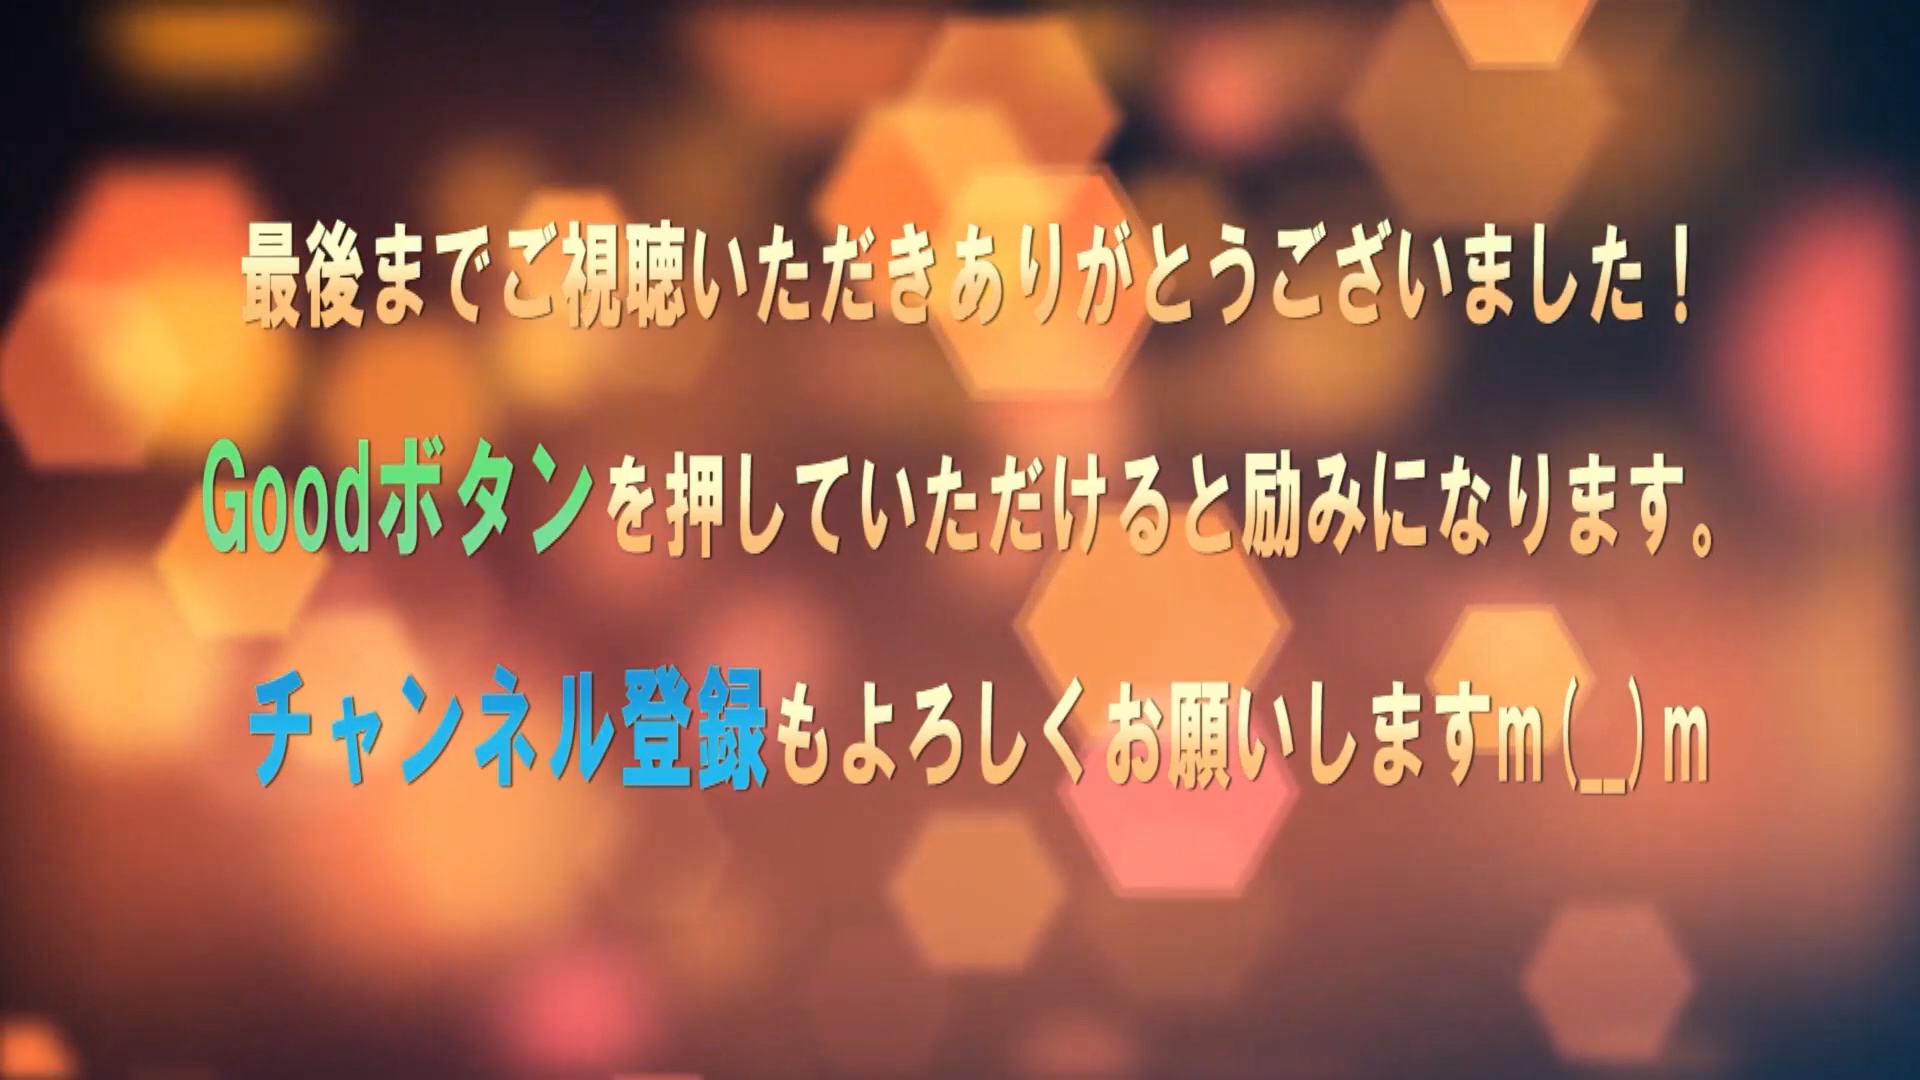 最後までご視聴いただきありがとうございました！
Goodボタンを押していただけると励みになります。
チャンネル登録もよろしくお願いしますm(__)m